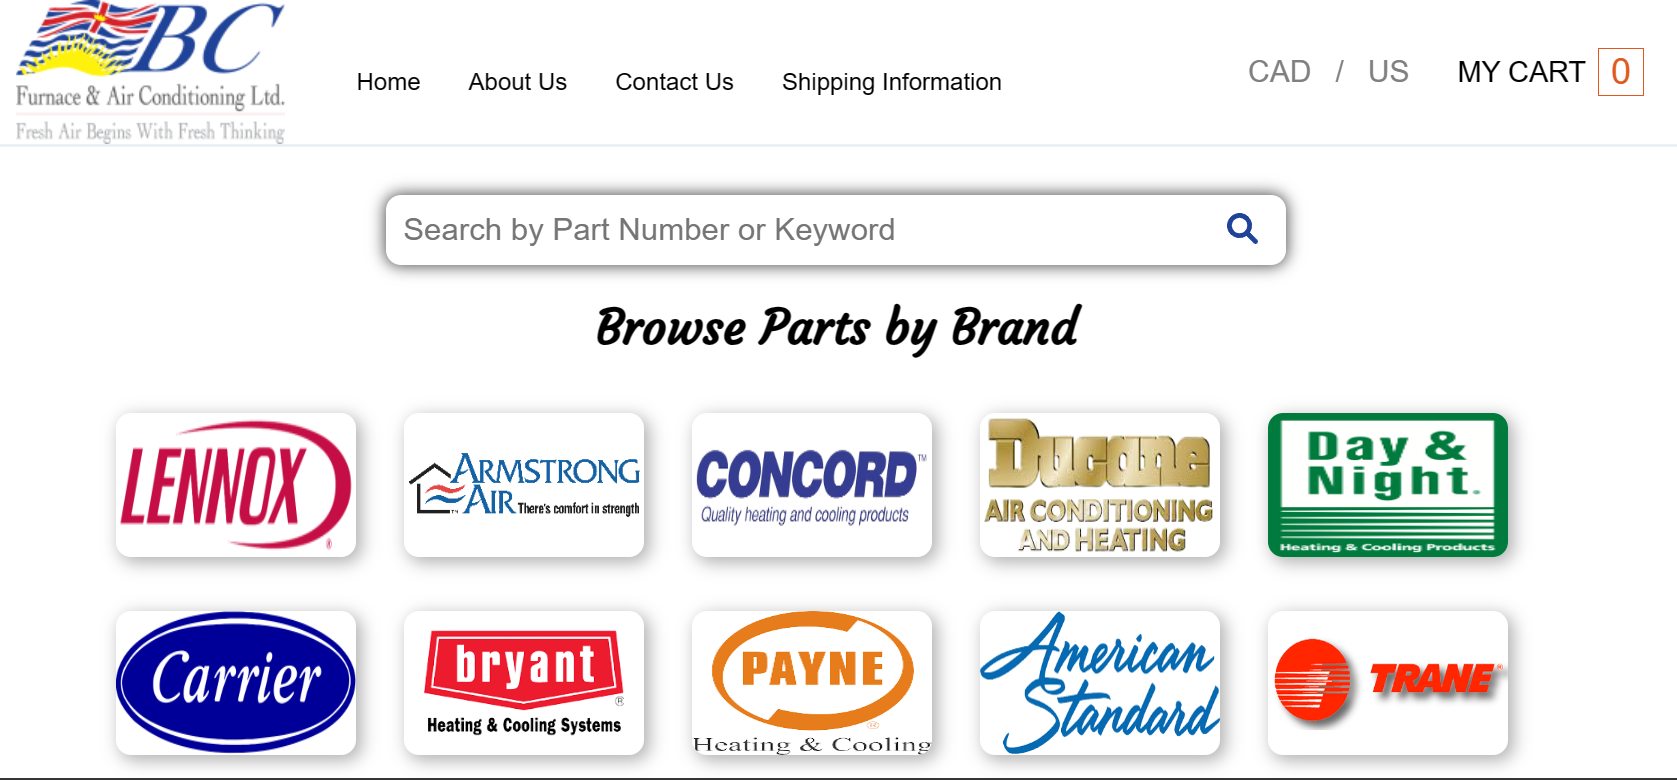 BC
Furnace & Air Conditioning Ltd.
Fresh Air Begins With Fresh Thinking
Home About Us Contact Us Shipping Information
CAD / US MY CART 0
Search by Part Number or Keyword
Browse Parts by Brand
LENNOX
®
ARMSTRONG
AIR™ There's comfort in strength
CONCORD™
Quality heating and cooling products
Ducane
AIR CONDITIONING
AND HEATING
Day &
Night.
Heating & Cooling Products
Carrier
bryant
®
Heating & Cooling Systems
PAYNE
®
Heating & Cooling
American
Standard
TRANE®